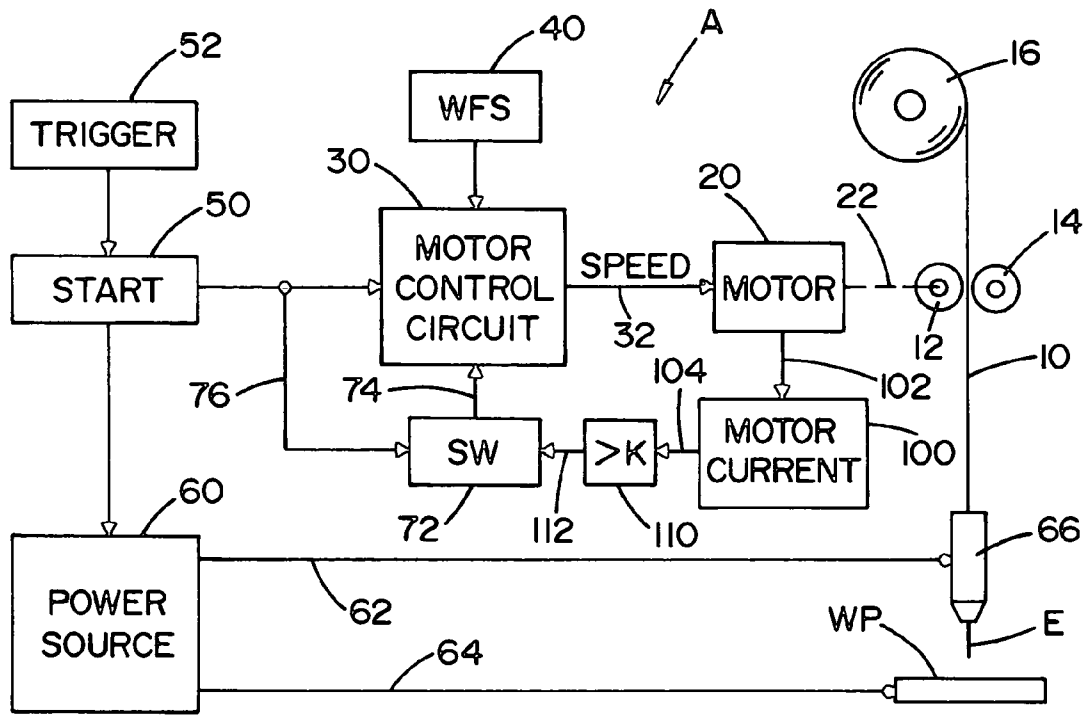 52
40
A
16
TRIGGER
WFS
50
30
20
22
14
START
MOTOR
CONTROL
CIRCUIT
SPEED
32
MOTOR
12
10
76
74
104
102
SW
>K
MOTOR
CURRENT
100
60
72
112
110
66
POWER
SOURCE
62
WP
E
64